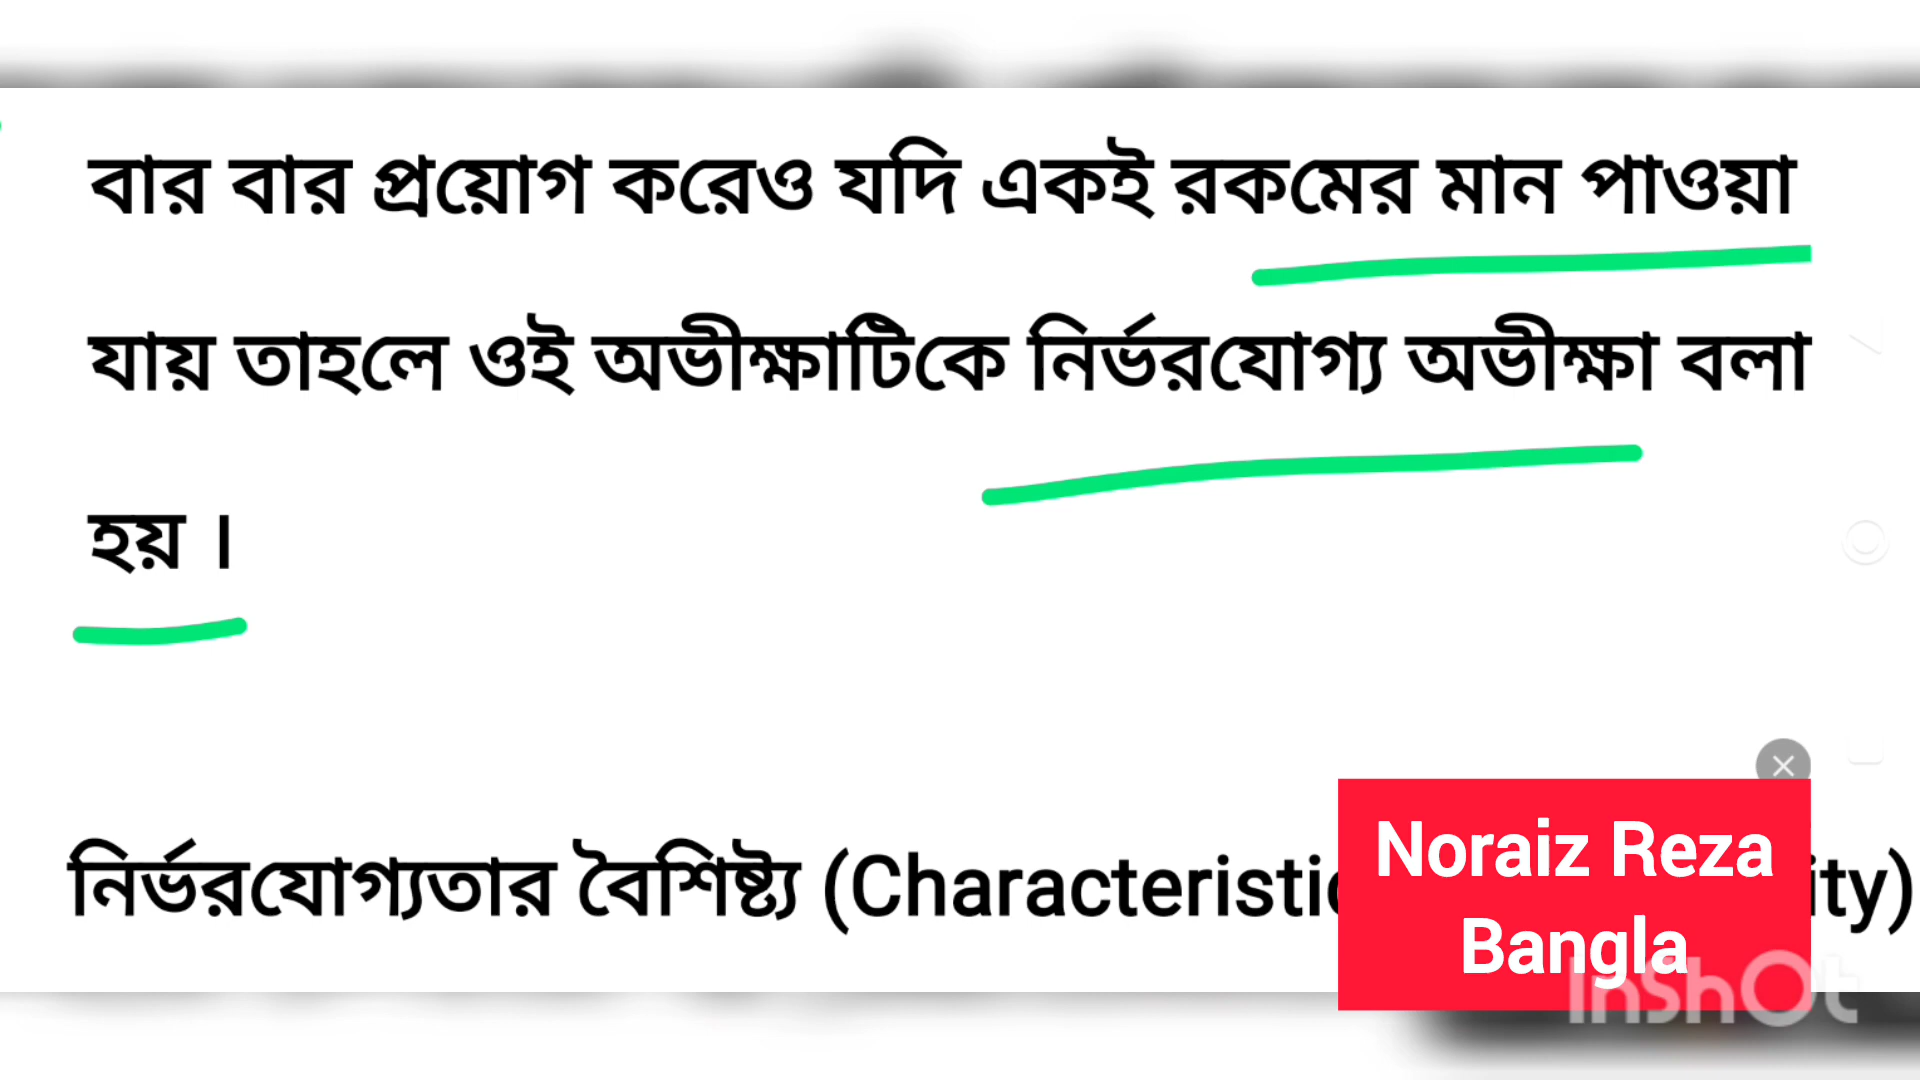 বার বার প্রয়োগ করেও যদি একই রকমের মান পাওয়া
যায় তাহলে ওই অভীক্ষাটিকে নির্ভরযোগ্য অভীক্ষা বলা
হয় ।
নির্ভরযোগ্যতার বৈশিষ্ট্য (Characteristic ity)
Noraiz Reza
Bangla
InShOt